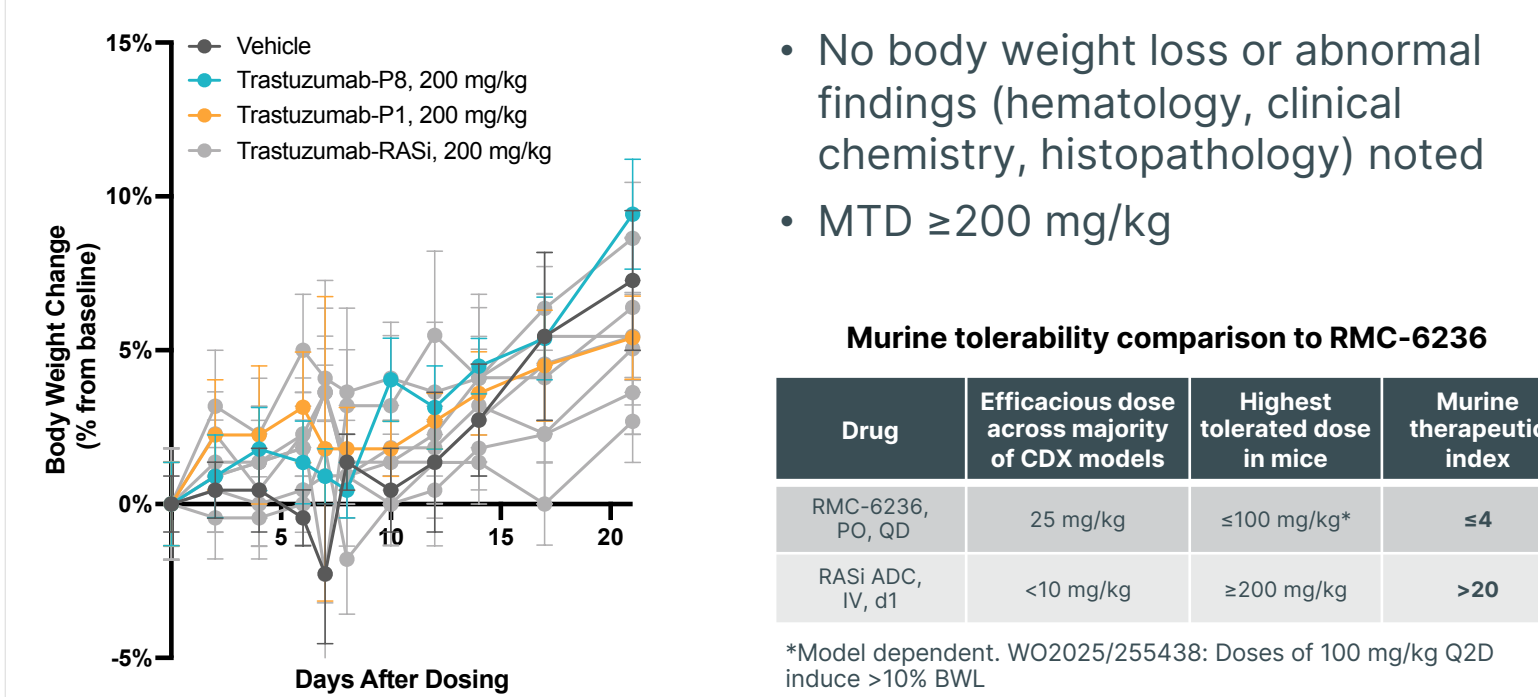 15%
10%
5%
0%
-5%
Body Weight Change
(% from baseline)
Vehicle
Trastuzumab-P8, 200 mg/kg
Trastuzumab-P1, 200 mg/kg
Trastuzumab-RASi, 200 mg/kg
5
10
15
20
Days After Dosing
• No body weight loss or abnormal
findings (hematology, clinical
chemistry, histopathology) noted
• MTD ≥200 mg/kg
Murine tolerability comparison to RMC-6236
Drug
Efficacious dose
across majority
of CDX models
Highest
tolerated dose
in mice
Murine
therapeutic
index
RMC-6236,
PO, QD
25 mg/kg
≤100 mg/kg*
≤4
RASi ADC,
IV, d1
<10 mg/kg
≥200 mg/kg
>20
*Model dependent. WO2025/255438: Doses of 100 mg/kg Q2D
induce >10% BWL